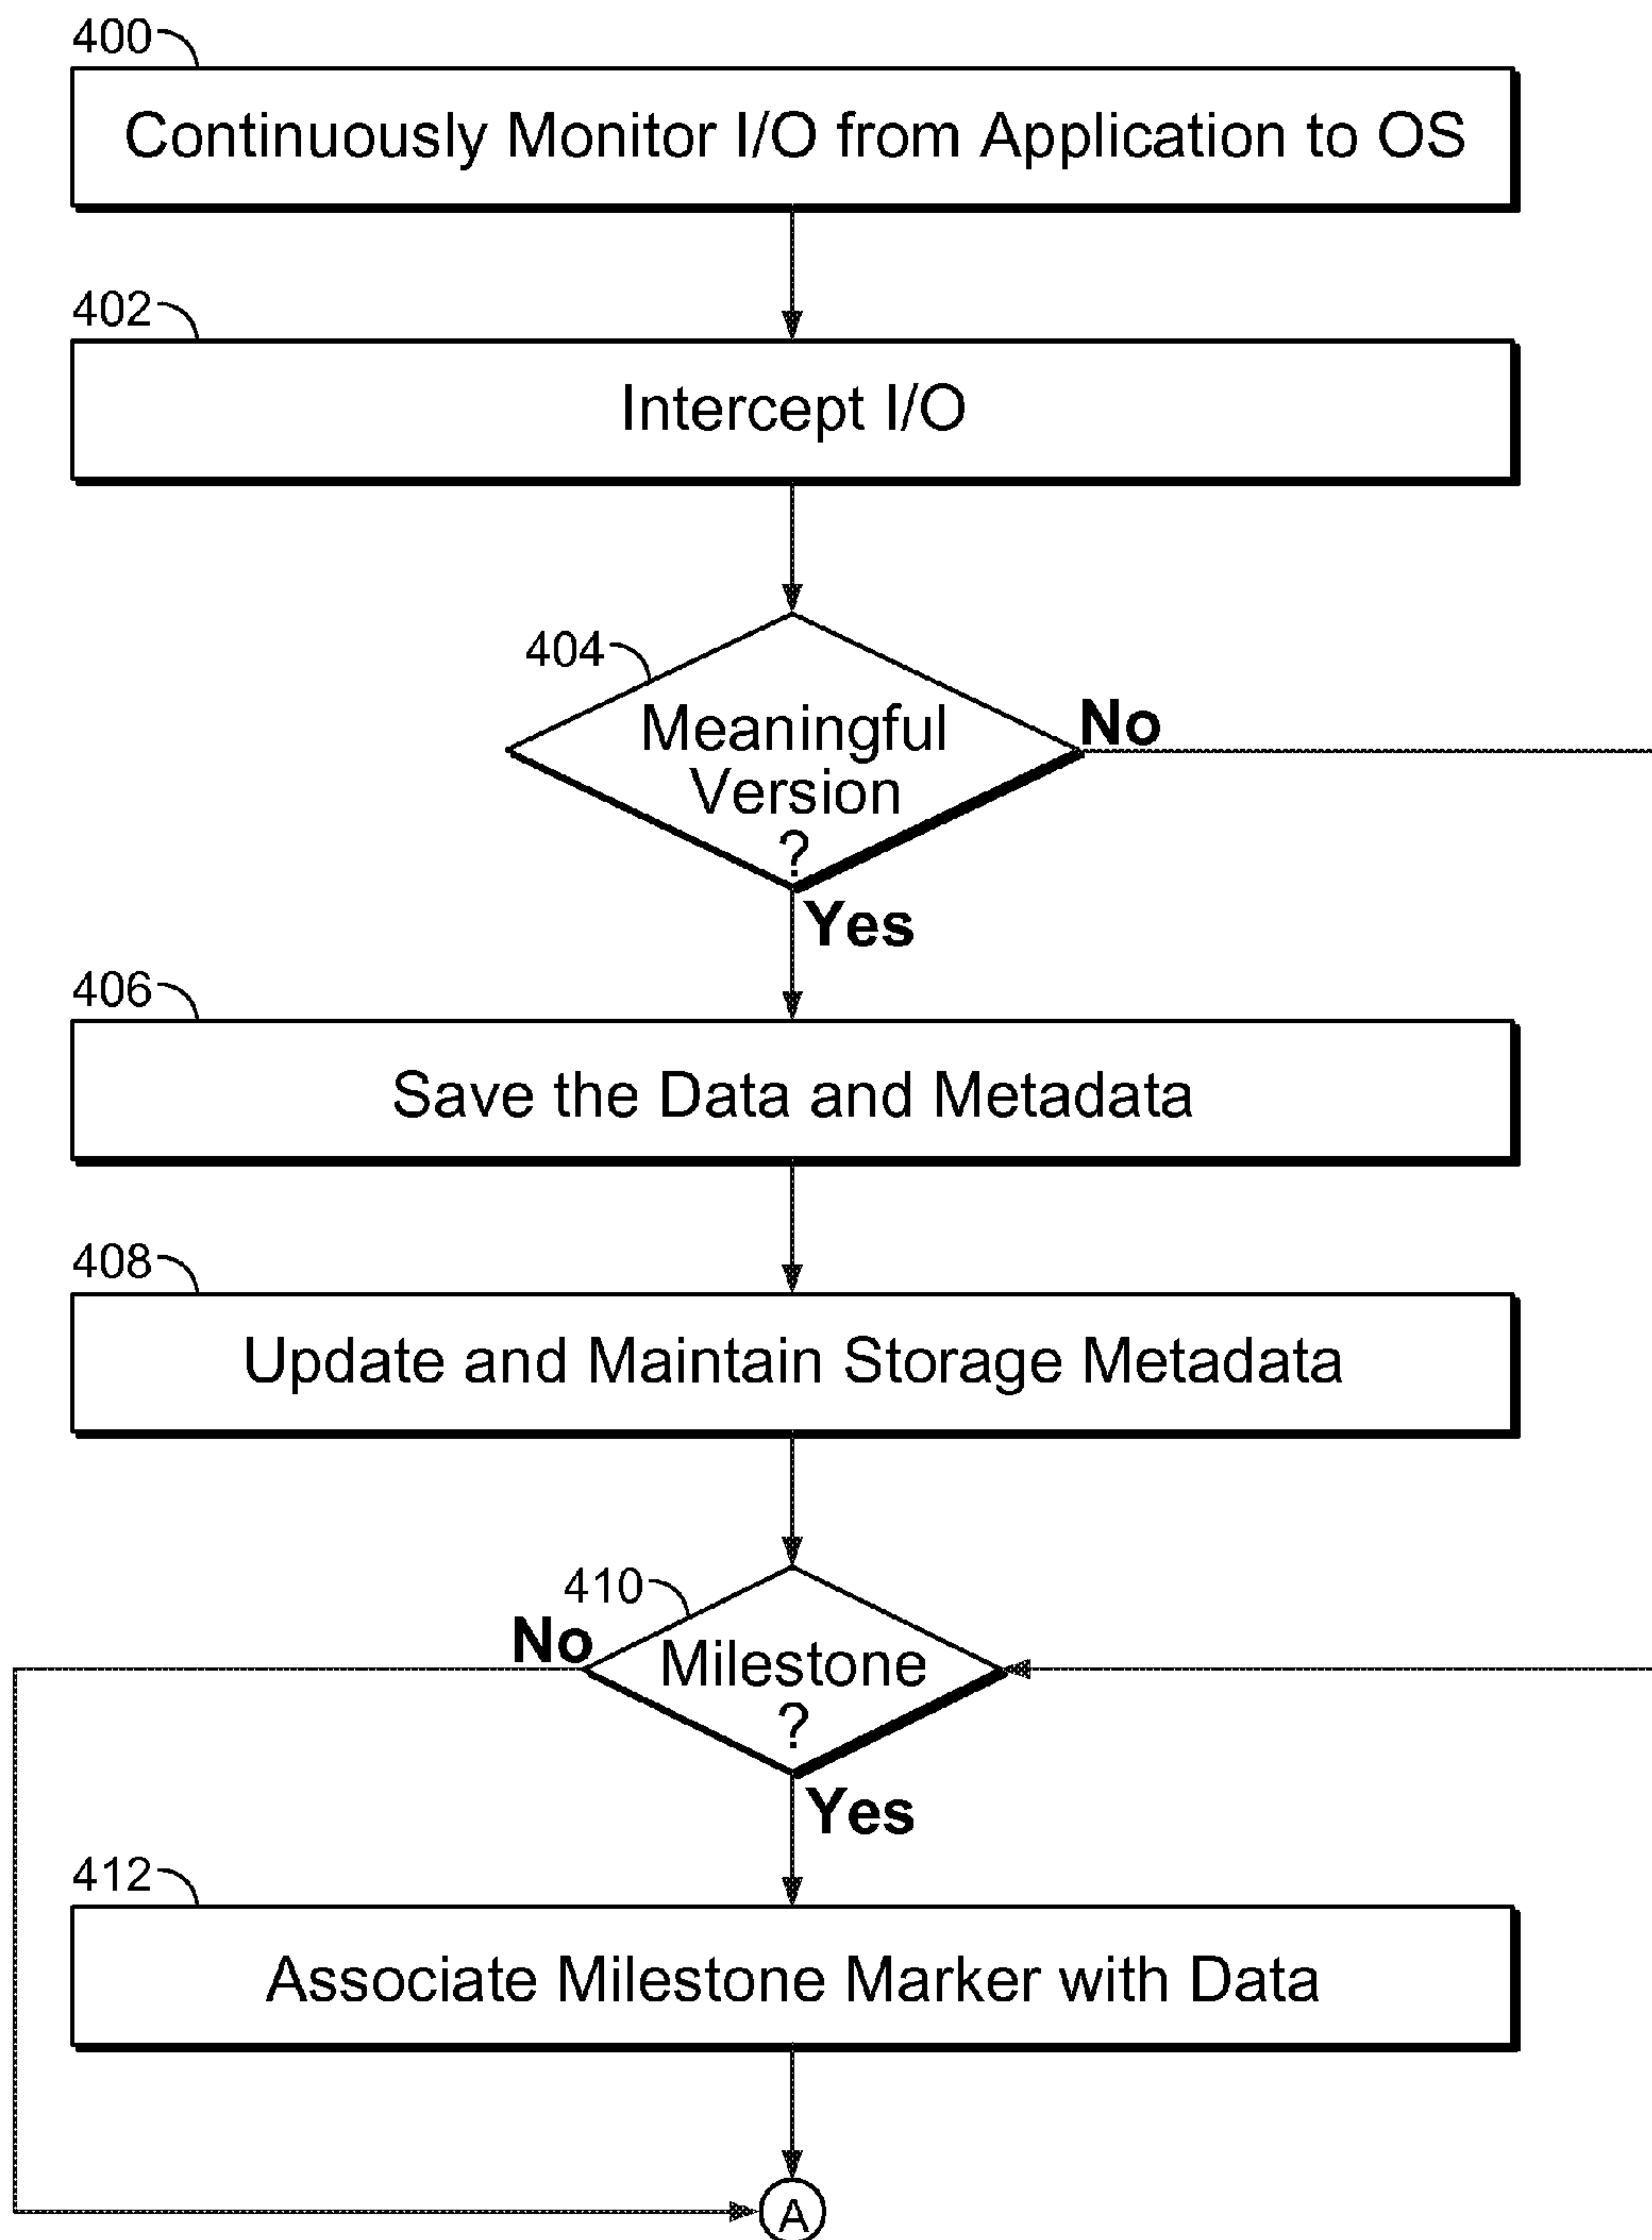 400
Continuously Monitor I/O from Application to OS
402
Intercept I/O
404
Meaningful
Version
?
No
Yes
406
Save the Data and Metadata
408
Update and Maintain Storage Metadata
410
No
Milestone
?
Yes
412
Associate Milestone Marker with Data
A